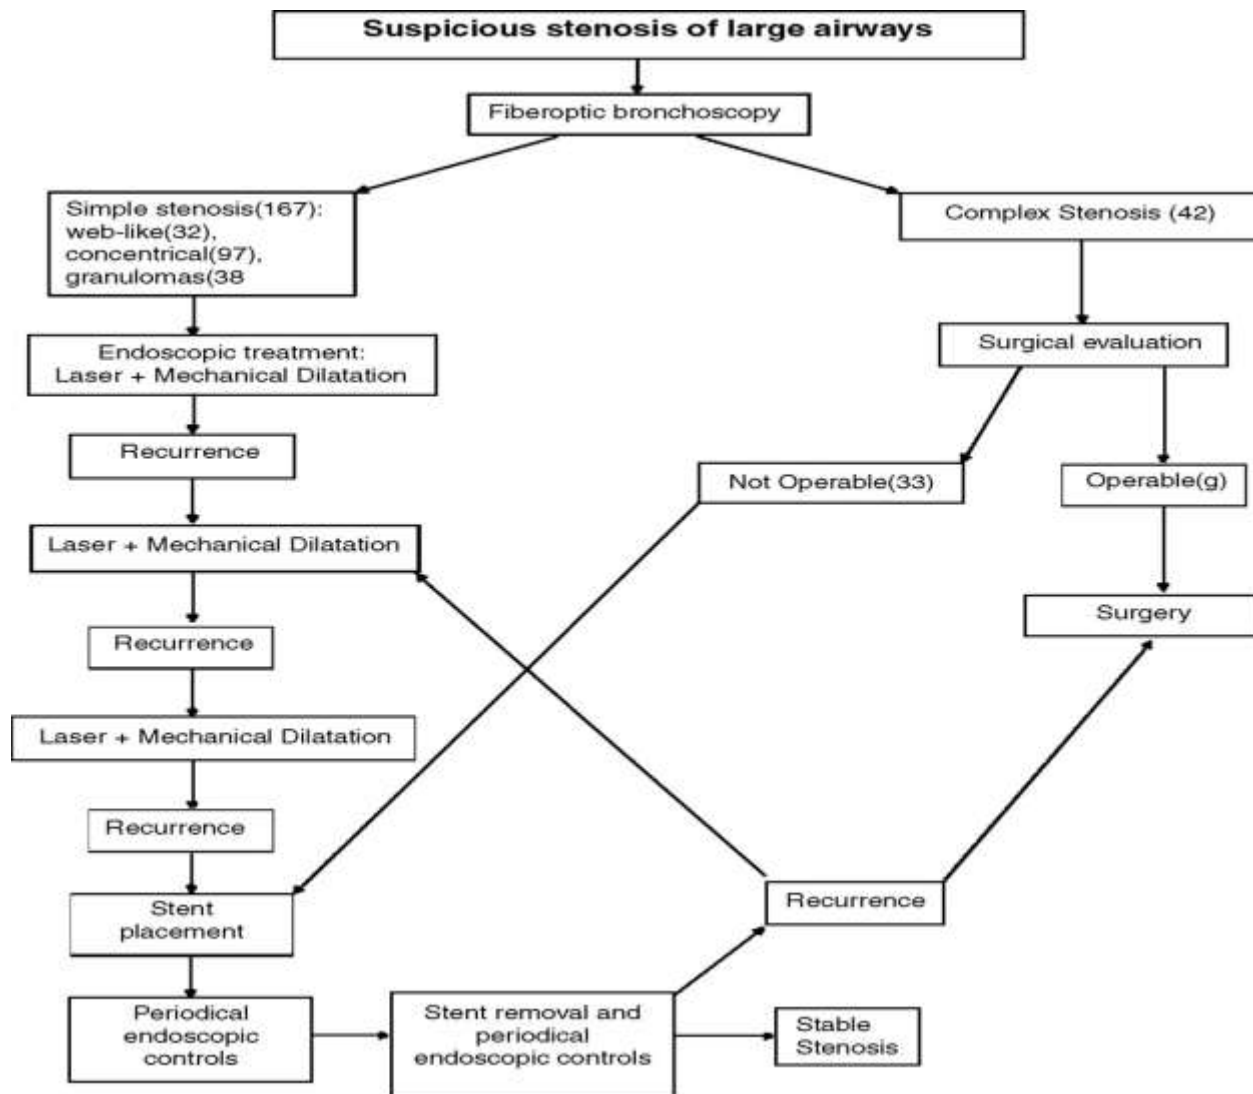 Suspicious stenosis of large airways
Fiberoptic bronchoscopy
Simple stenosis(167):
web-like(32),
concentrical(97),
granulomas(38
Complex Stenosis (42)
Endoscopic treatment:
Laser + Mechanical Dilatation
Surgical evaluation
Recurrence
Not Operable(33)
Operable(g)
Laser + Mechanical Dilatation
Surgery
Recurrence
Laser + Mechanical Dilatation
Recurrence
Stent
placement
Recurrence
Periodical
endoscopic
controls
Stent removal and
periodical
endoscopic controls
Stable
Stenosis